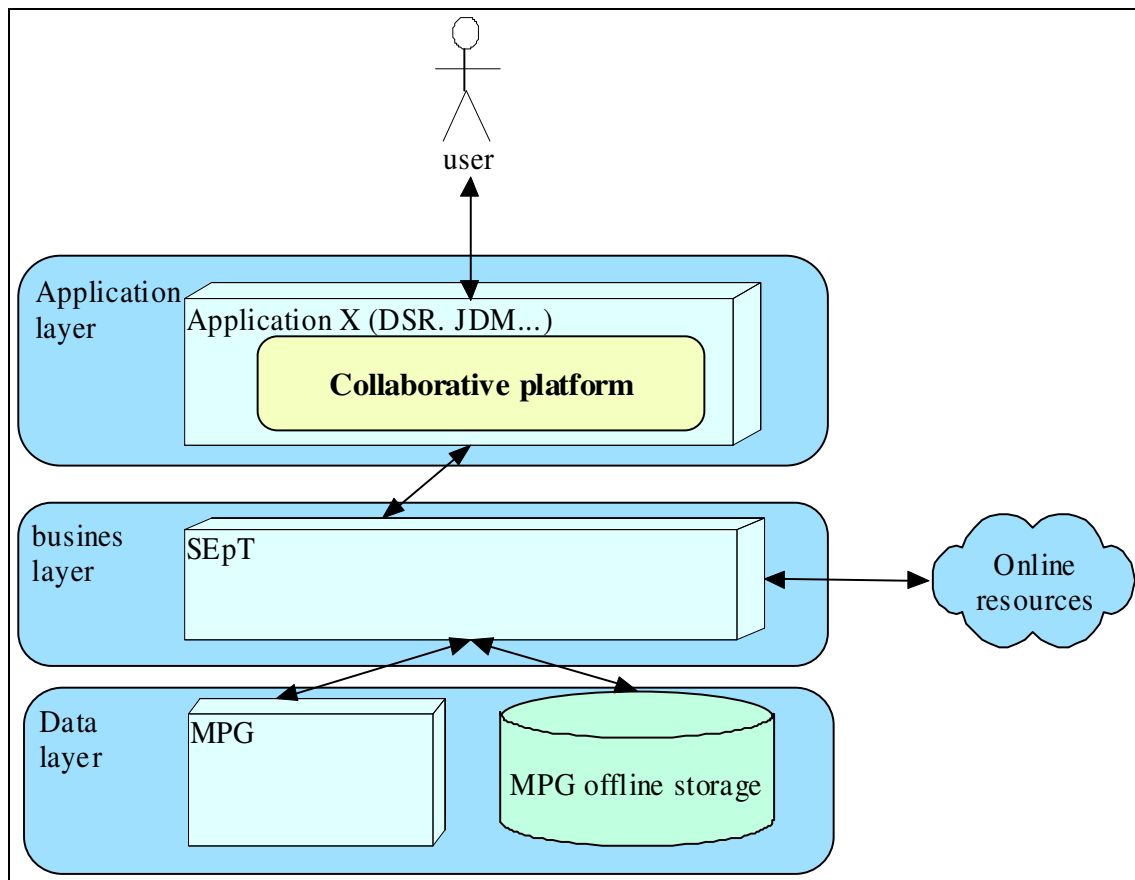 user
Application
layer
Application X (DSR. JDM...)
Collaborative platform
busines
layer
SEpT
Online
resources
Data
layer
MPG
MPG offline storage